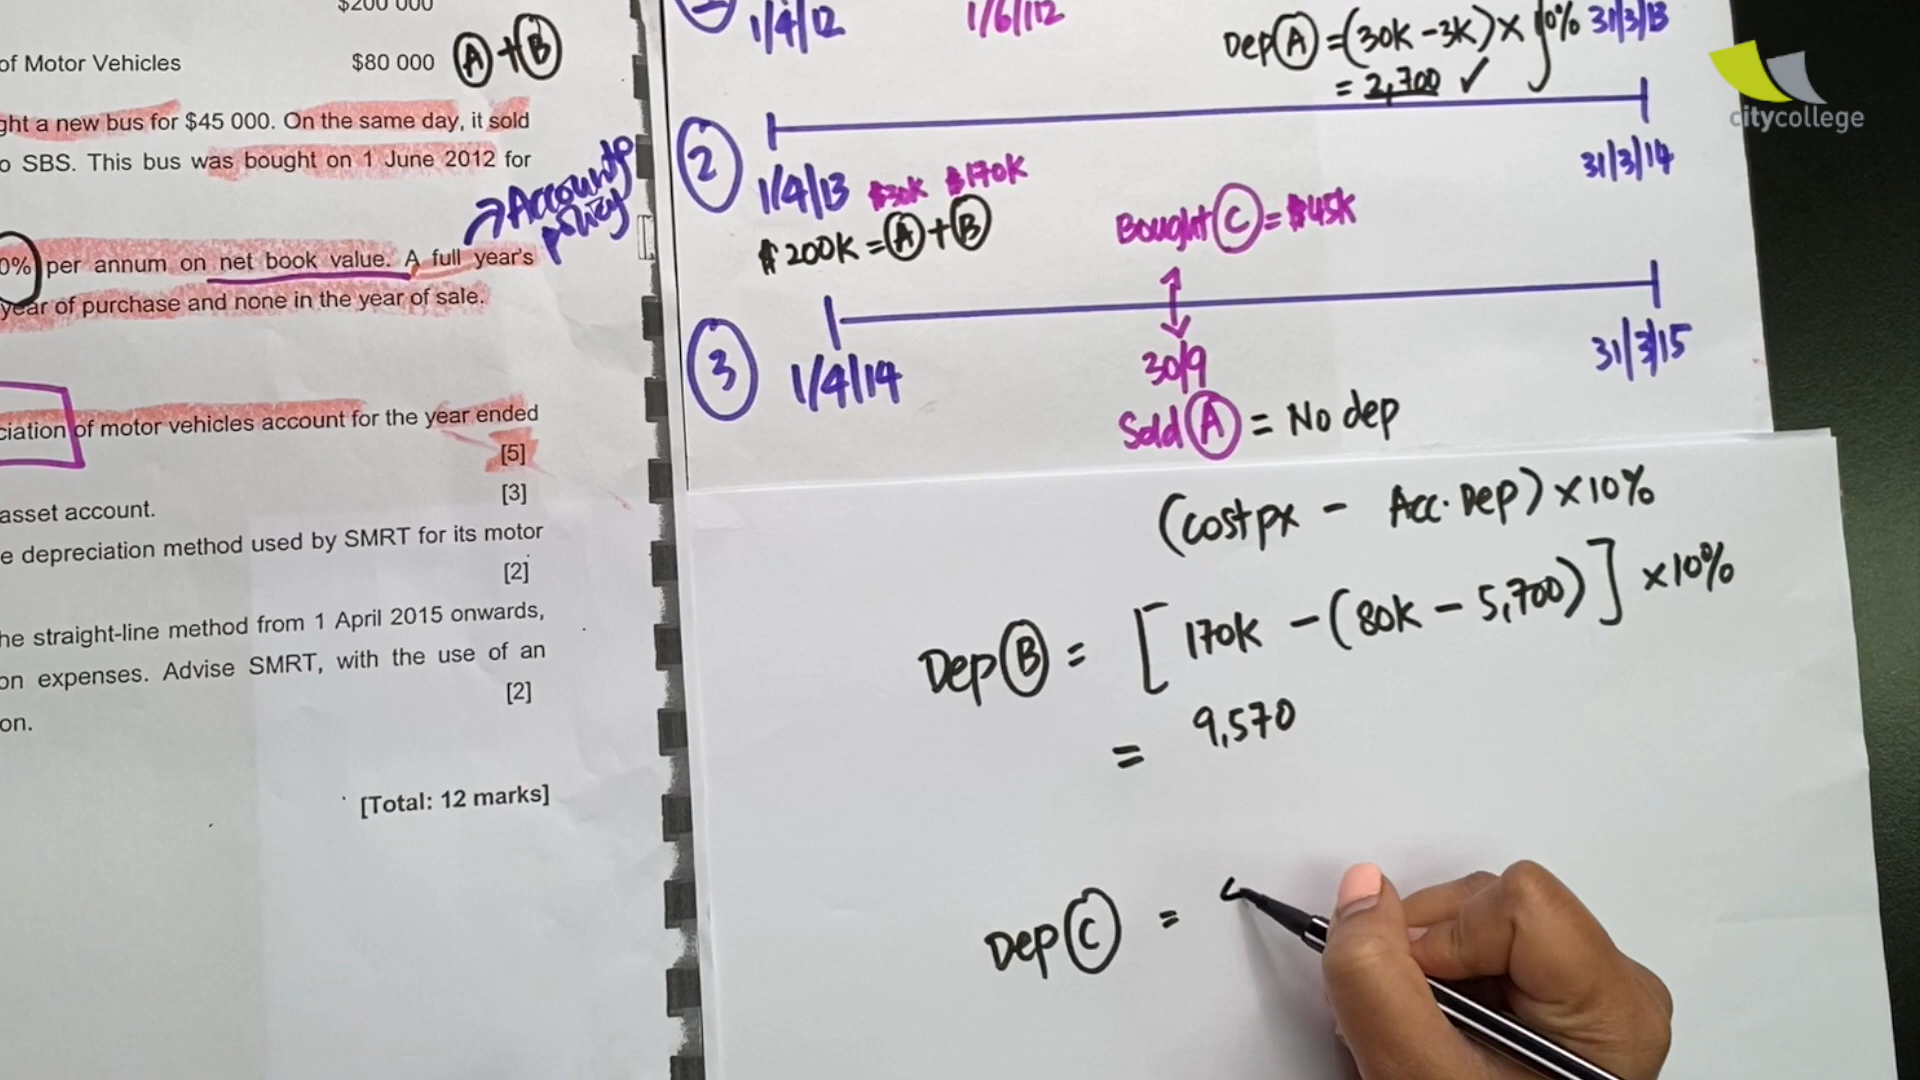 $200 000
of Motor Vehicles $80 000 (A)+(B)
ght a new bus for $45 000. On the same day, it sold
o SBS. This bus was bought on 1 June 2012 for
→ Accounting policy
0% per annum on net book value. A full year's
year of purchase and none in the year of sale.
ciation of motor vehicles account for the year ended
[5]
[3]
asset account.
e depreciation method used by SMRT for its motor
[2]
he straight-line method from 1 April 2015 onwards,
on expenses. Advise SMRT, with the use of an
[2]
on.
[Total: 12 marks]
1/4/12 1/6/12 31/3/13
Dep (A) = (30K - 3K) x 10%
= 2,700 ✓
2
1/4/13 31/3/14
$30K $170K
$200K = (A)+(B)
Bought (C) = $45K
3
1/4/14 30/9 31/3/15
Sold (A) = No dep
(cost px - Acc. Dep) x 10%
Dep (B) = [170K - (80K - 5,700)] x 10%
= 9,570
Dep (C) =
citycollege